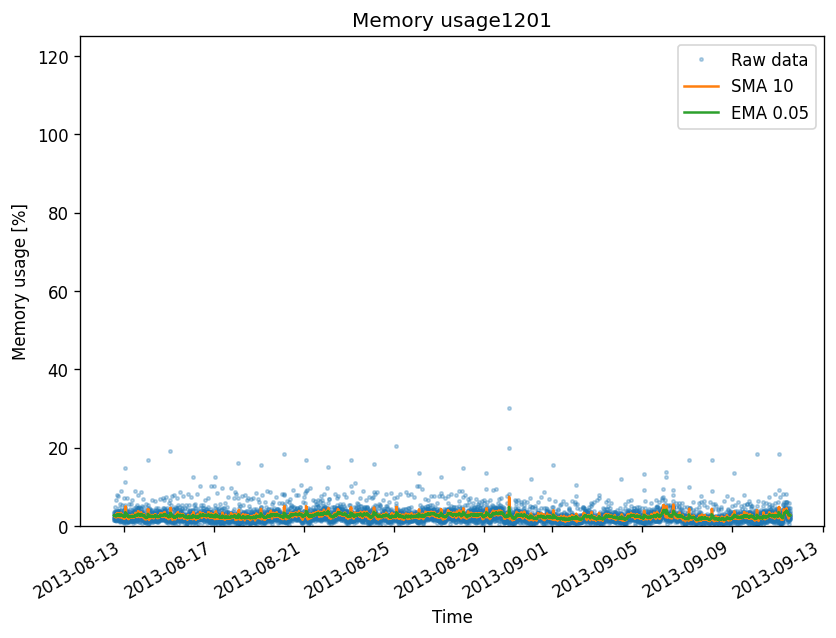 Memory usage1201
Raw data
SMA 10
EMA 0.05
Memory usage [%]
120
100
80
60
40
20
0
2013-08-13
2013-08-17
2013-08-21
2013-08-25
2013-08-29
2013-09-01
2013-09-05
2013-09-09
2013-09-13
Time